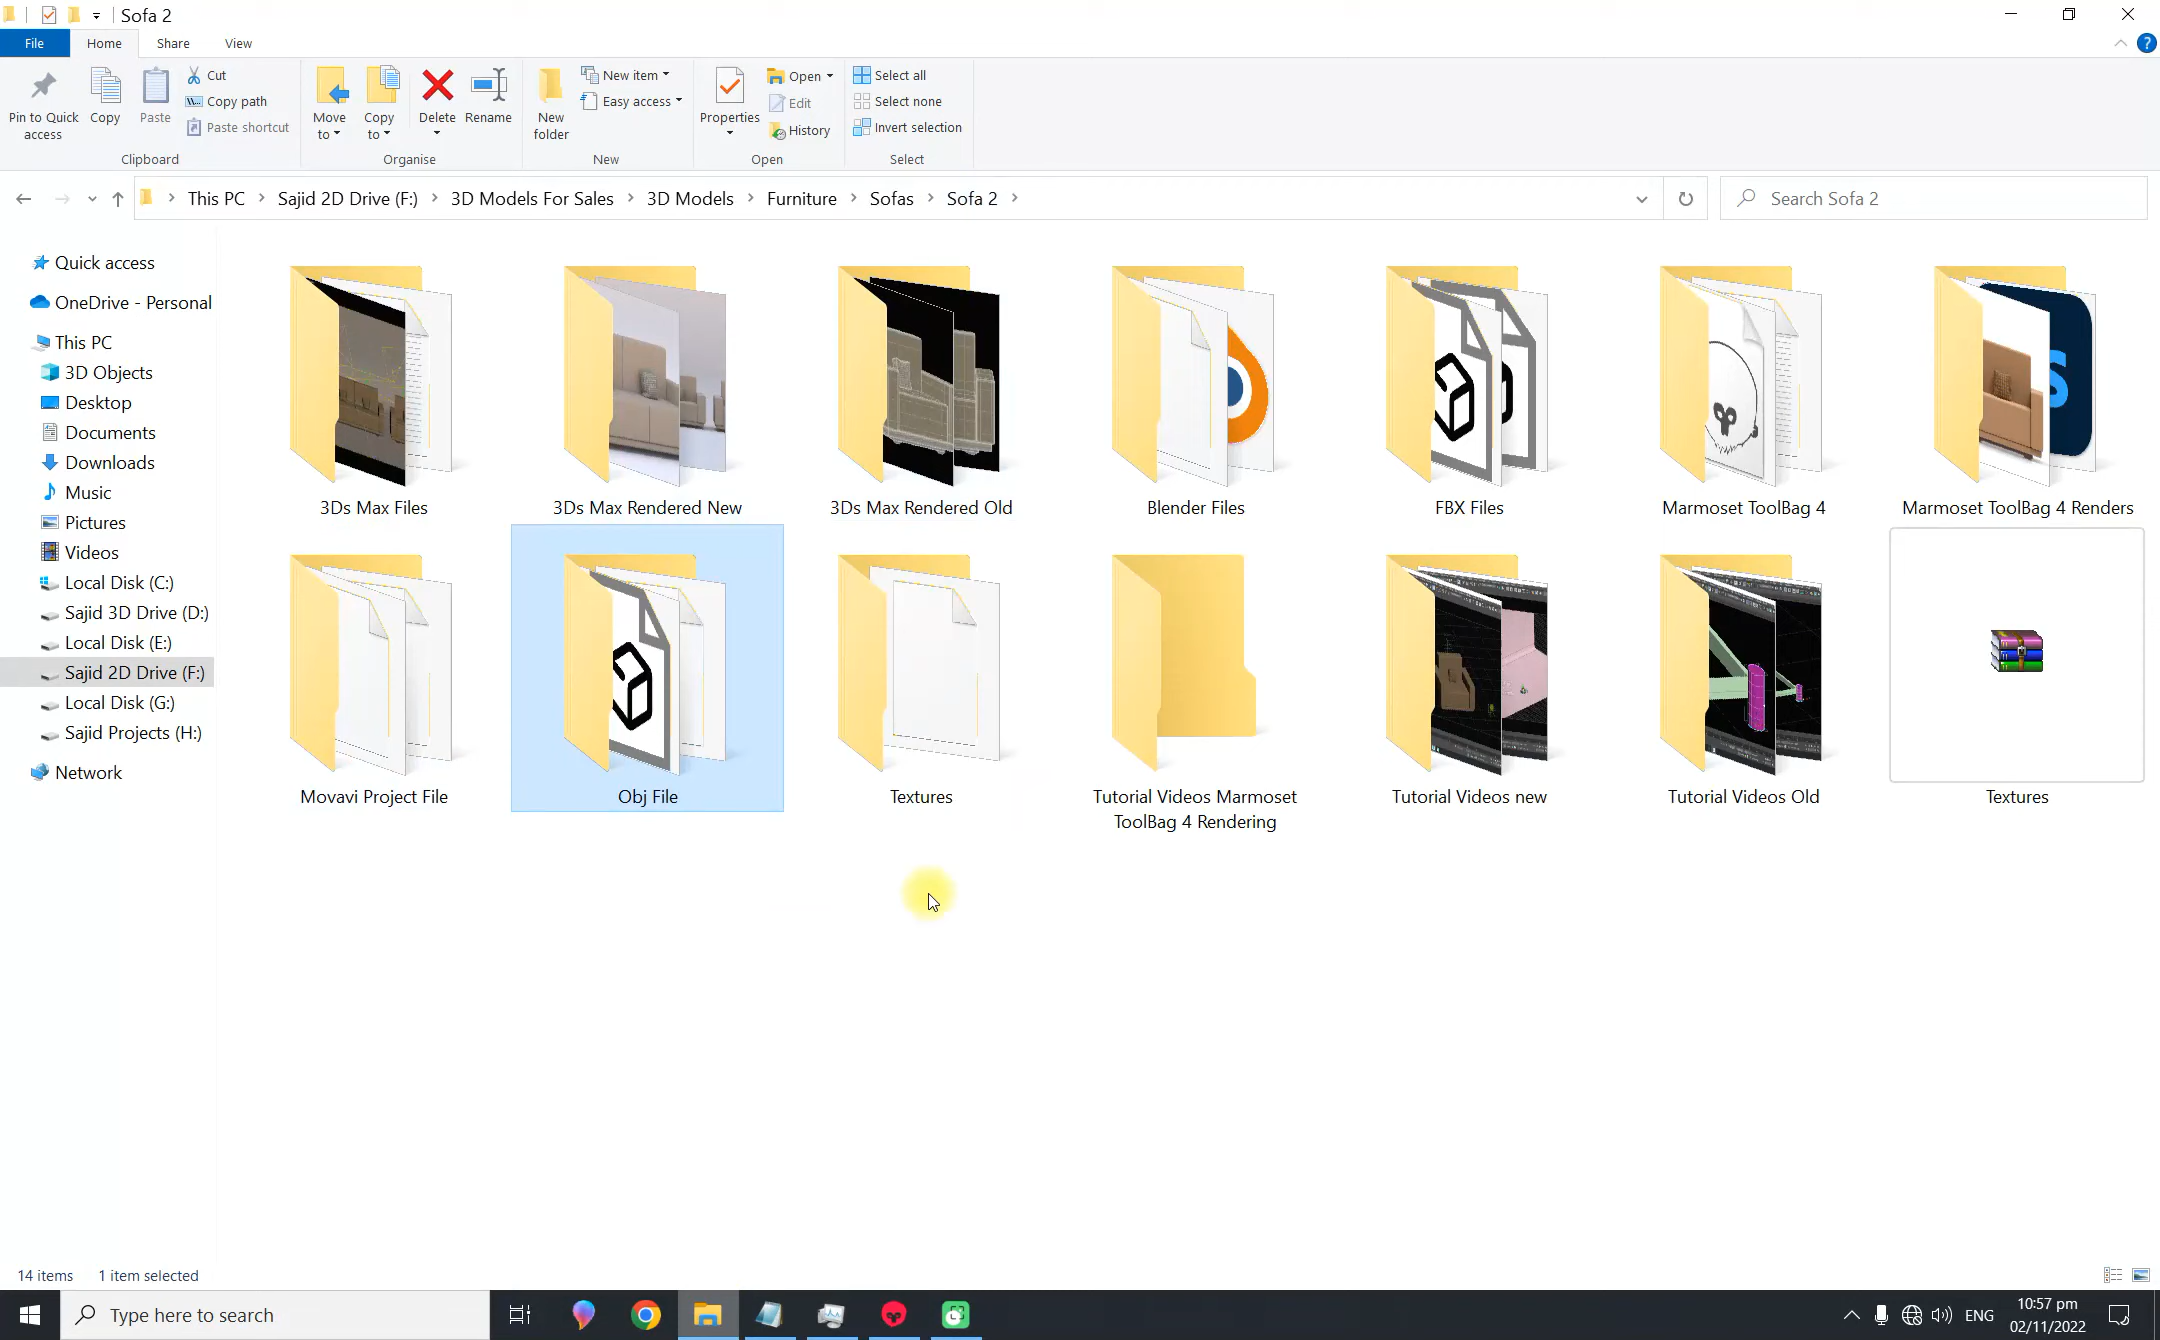 Sofa 2
File Home Share View
Pin to Quick access
Copy
Paste
Cut
Copy path
Paste shortcut
Clipboard
Move to
Copy to
Delete
Rename
Organise
New folder
New item
Easy access
New
Properties
Open
Edit
History
Open
Select all
Select none
Invert selection
Select
This PC Sajid 2D Drive (F:) 3D Models For Sales 3D Models Furniture Sofas Sofa 2
Search Sofa 2
Quick access
OneDrive - Personal
This PC
3D Objects
Desktop
Documents
Downloads
Music
Pictures
Videos
Local Disk (C:)
Sajid 3D Drive (D:)
Local Disk (E:)
Sajid 2D Drive (F:)
Local Disk (G:)
Sajid Projects (H:)
Network
3Ds Max Files
3Ds Max Rendered New
3Ds Max Rendered Old
Blender Files
FBX Files
Marmoset ToolBag 4
Marmoset ToolBag 4 Renders
Movavi Project File
Obj File
Textures
Tutorial Videos Marmoset
ToolBag 4 Rendering
Tutorial Videos new
Tutorial Videos Old
Textures
14 items 1 item selected
Type here to search
ENG
10:57 pm
02/11/2022